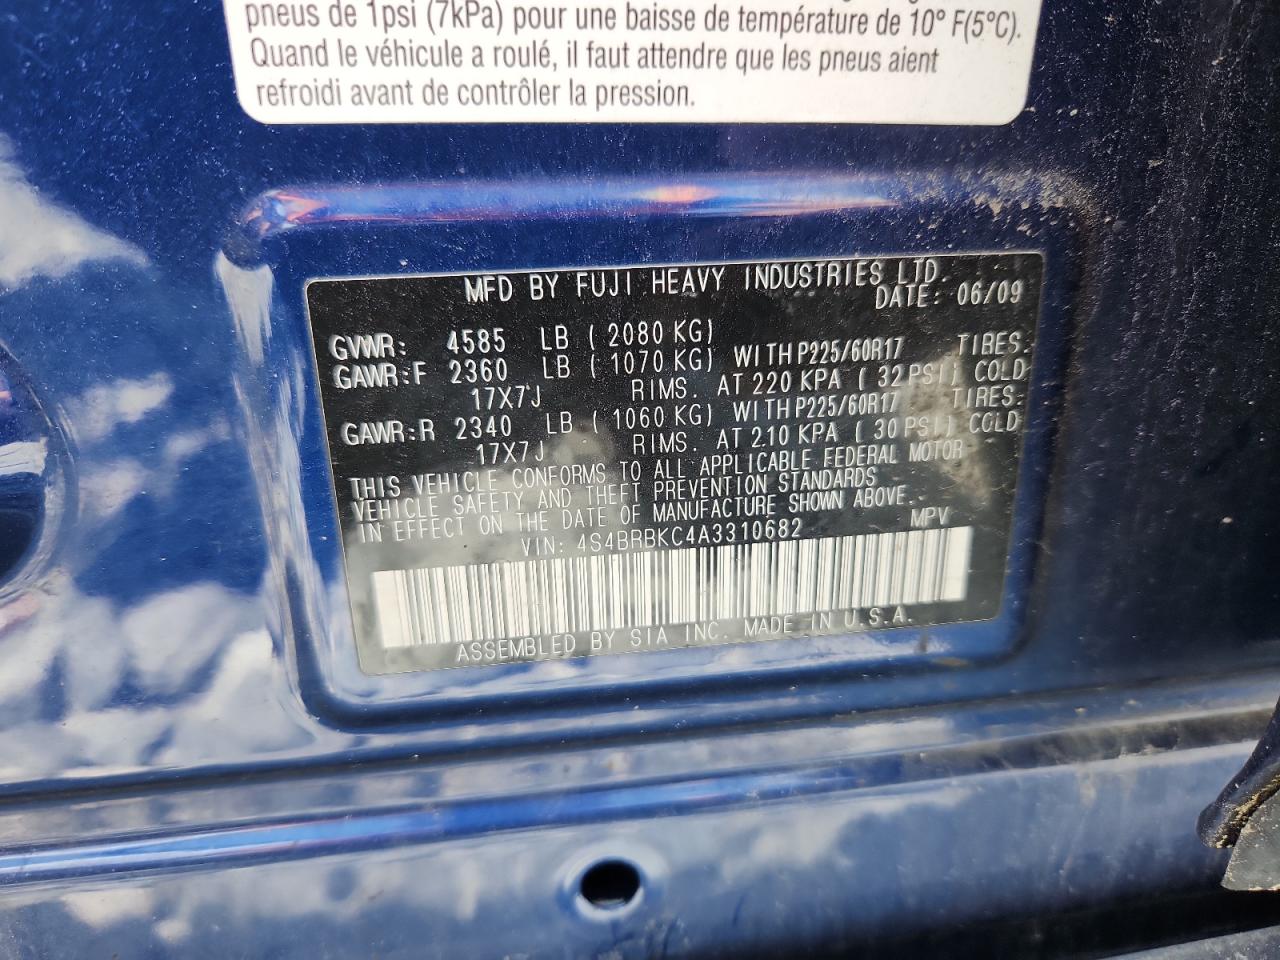 pneus de 1psi (7kPa) pour une baisse de température de 10° F(5°C).
Quand le véhicule a roulé, il faut attendre que les pneus aient
refroidi avant de contrôler la pression.
MFD BY FUJI HEAVY INDUSTRIES LTD.
DATE: 06/09
GVWR: 4585 LB ( 2080 KG)
GAWR:F 2360 LB ( 1070 KG) WITH P225/60R17 TIRES.
17X7J RIMS. AT 220 KPA ( 32 PSI) COLD
GAWR:R 2340 LB ( 1060 KG) WITH P225/60R17 TIRES:
17X7J RIMS. AT 210 KPA ( 30 PSI) COLD
THIS VEHICLE CONFORMS TO ALL APPLICABLE FEDERAL MOTOR
VEHICLE SAFETY AND THEFT PREVENTION STANDARDS
IN EFFECT ON THE DATE OF MANUFACTURE SHOWN ABOVE.
VIN: 4S4BRBKC4A3310682 MPV
ASSEMBLED BY SIA INC. MADE IN U.S.A.